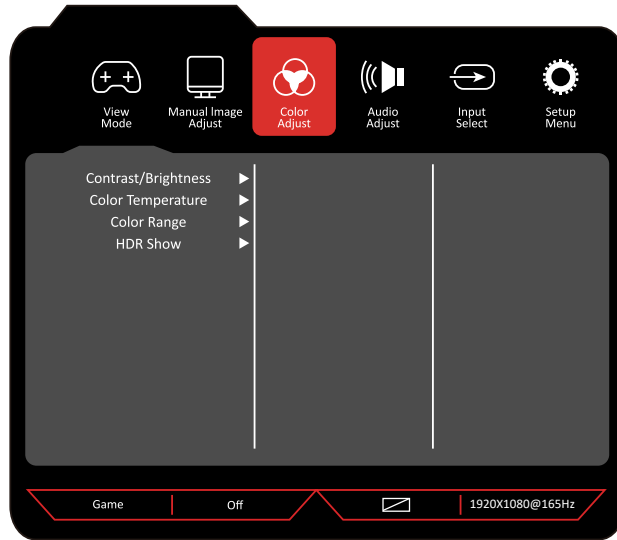 View
Mode
Manual Image
Adjust
Color
Adjust
Audio
Adjust
Input
Select
Setup
Menu
Contrast/Brightness
Color Temperature
Color Range
HDR Show
Game
Off
1920X1080@165Hz